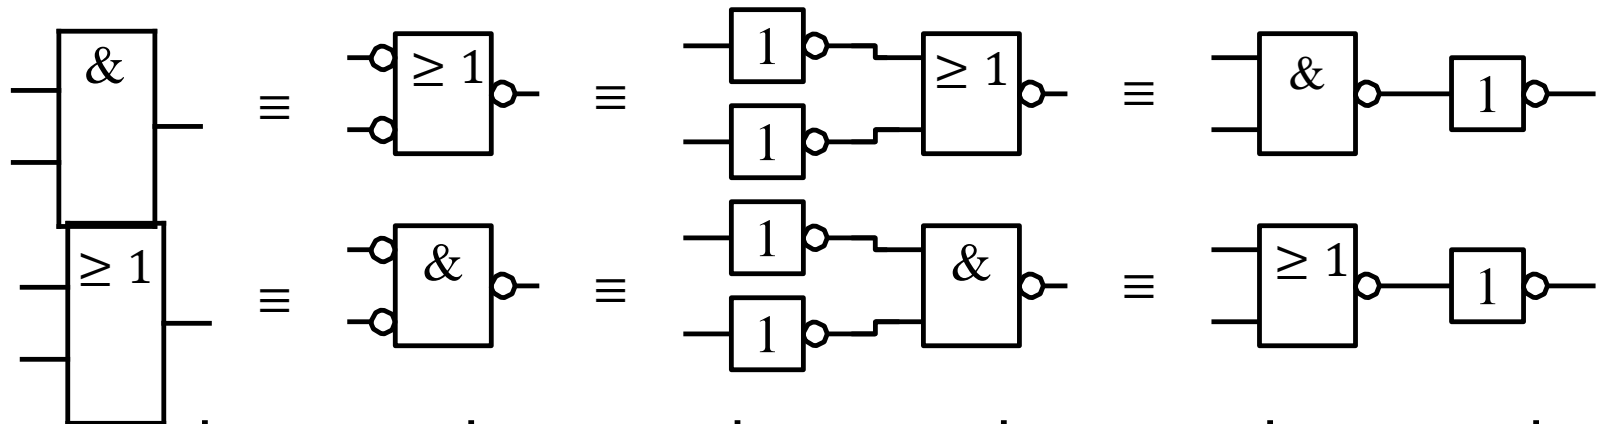 & ≡ ≥ 1 ≡ 1 ≥ 1 ≡ & 1
1
≥ 1 ≡ & ≡ 1 & ≡ ≥ 1 1
1